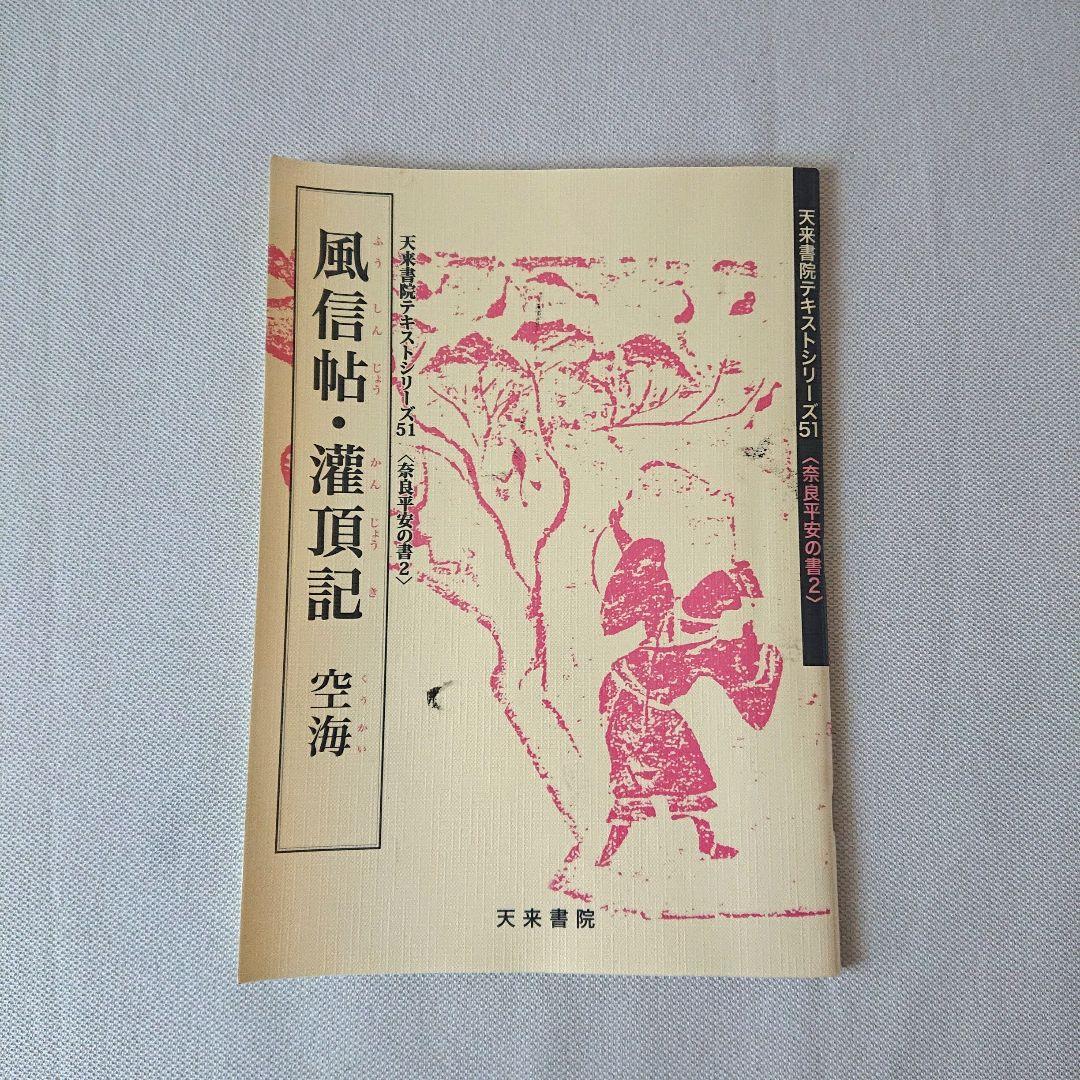 天来書院テキストシリーズ51 〈奈良平安の書2〉
天来書院テキストシリーズ51 〈奈良平安の書2〉
風信帖・灌頂記 空海
ふうしんじょう かんじょうき くうかい
天来書院